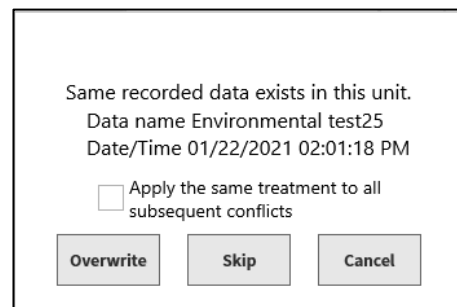 Same recorded data exists in this unit.
Data name Environmental test25
Date/Time 01/22/2021 02:01:18 PM
Apply the same treatment to all
subsequent conflicts
Overwrite Skip Cancel